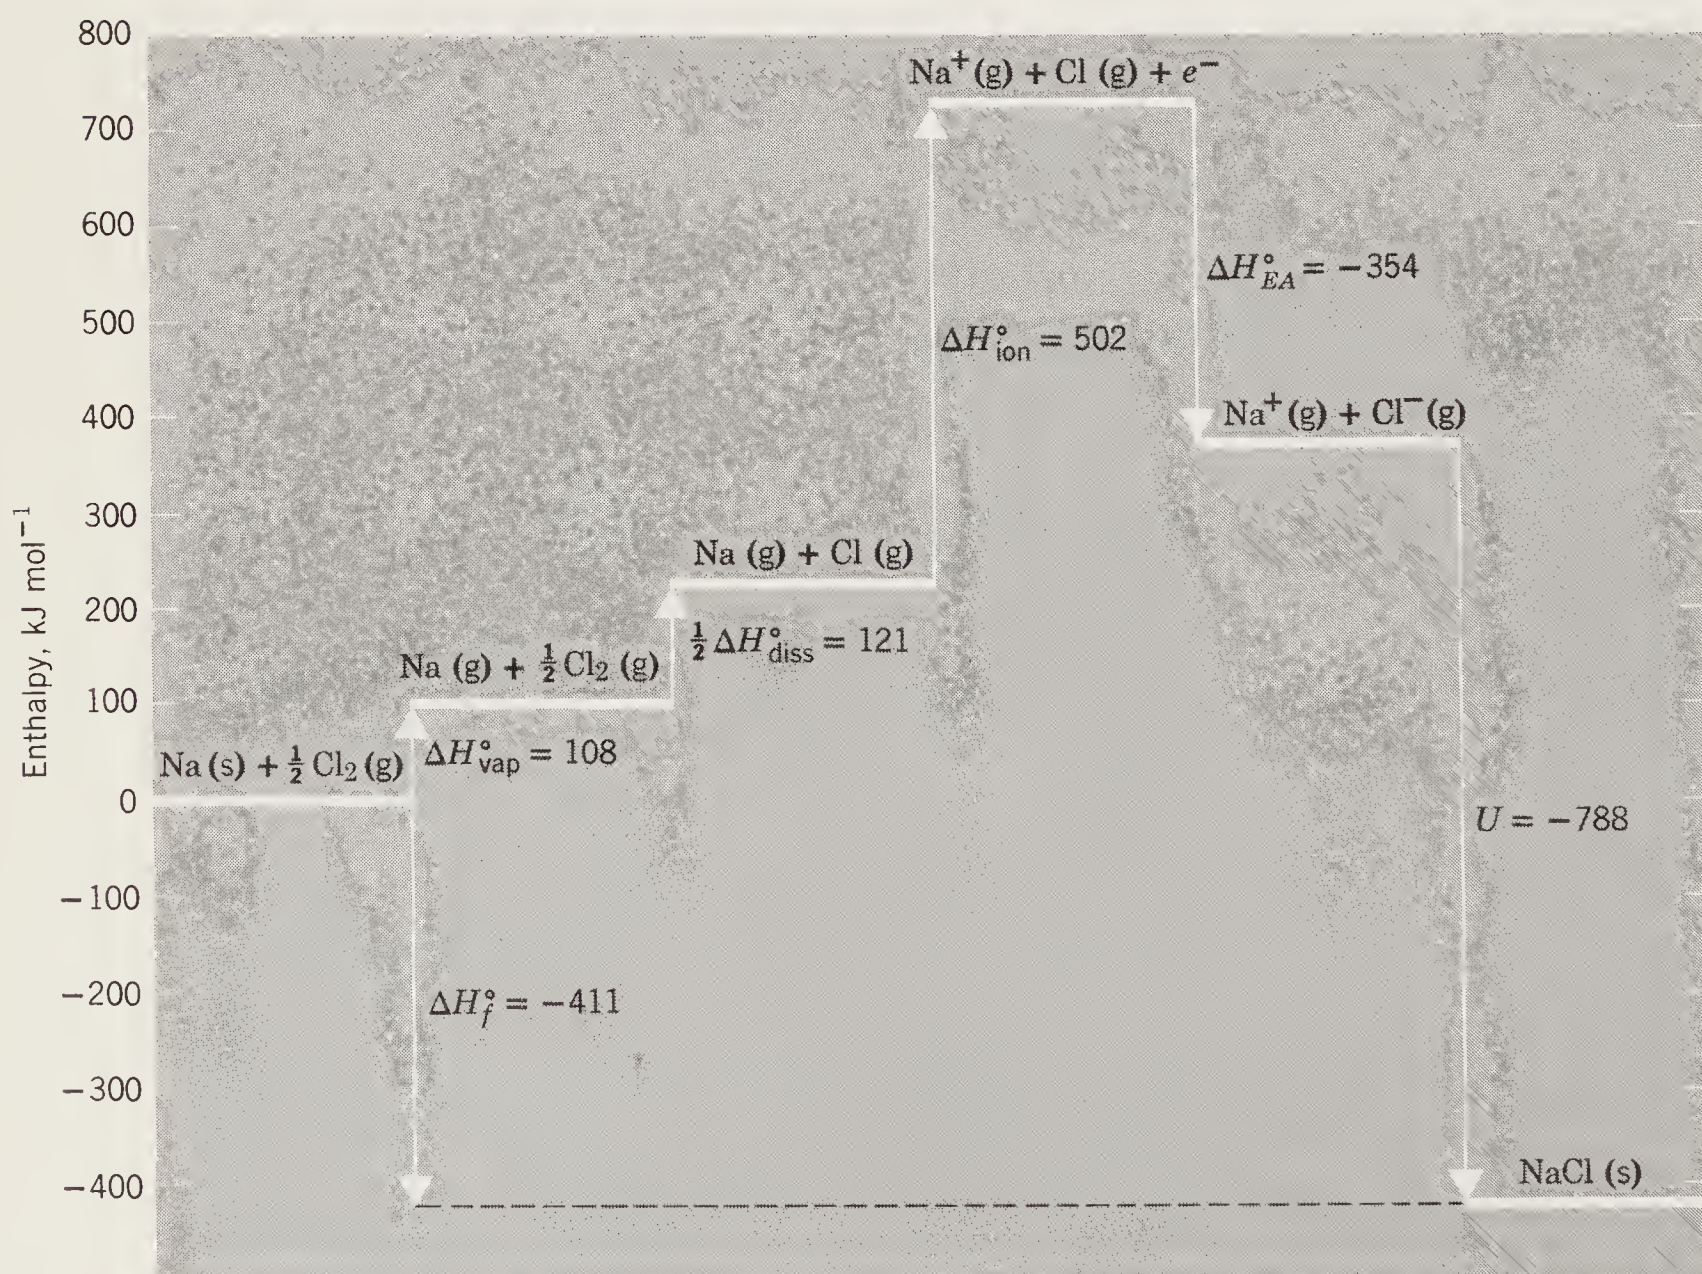 800
Na⁺(g) + Cl (g) + e⁻
700
600
ΔH°EA = −354
500
ΔH°ion = 502
400
Na⁺(g) + Cl⁻(g)
300
Enthalpy, kJ mol⁻¹
Na (g) + Cl (g)
200
½ ΔH°diss = 121
Na (g) + ½ Cl₂ (g)
100
Na (s) + ½ Cl₂ (g)
ΔH°vap = 108
0
U = −788
−100
−200
ΔH°f = −411
−300
−400
NaCl (s)